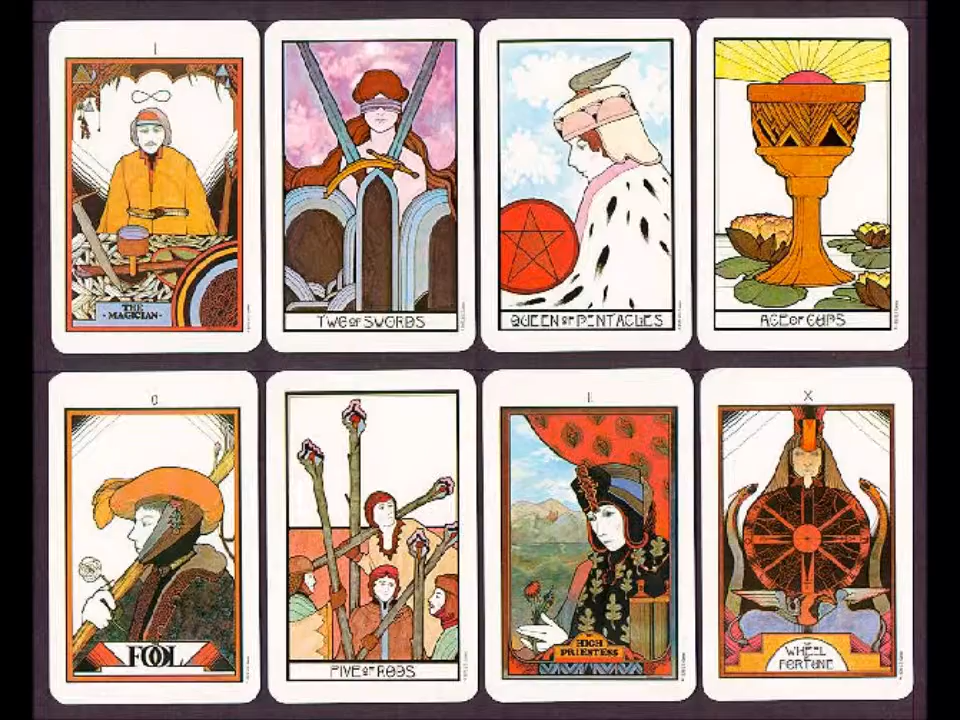 I
THE
·MAGICIAN·
TWO OF SWORDS
QUEEN OF PENTACLES
ACE OF CUPS
0
FOOL
FIVE OF RODS
II
HIGH
PRIESTESS
X
WHEEL
OF
FORTUNE